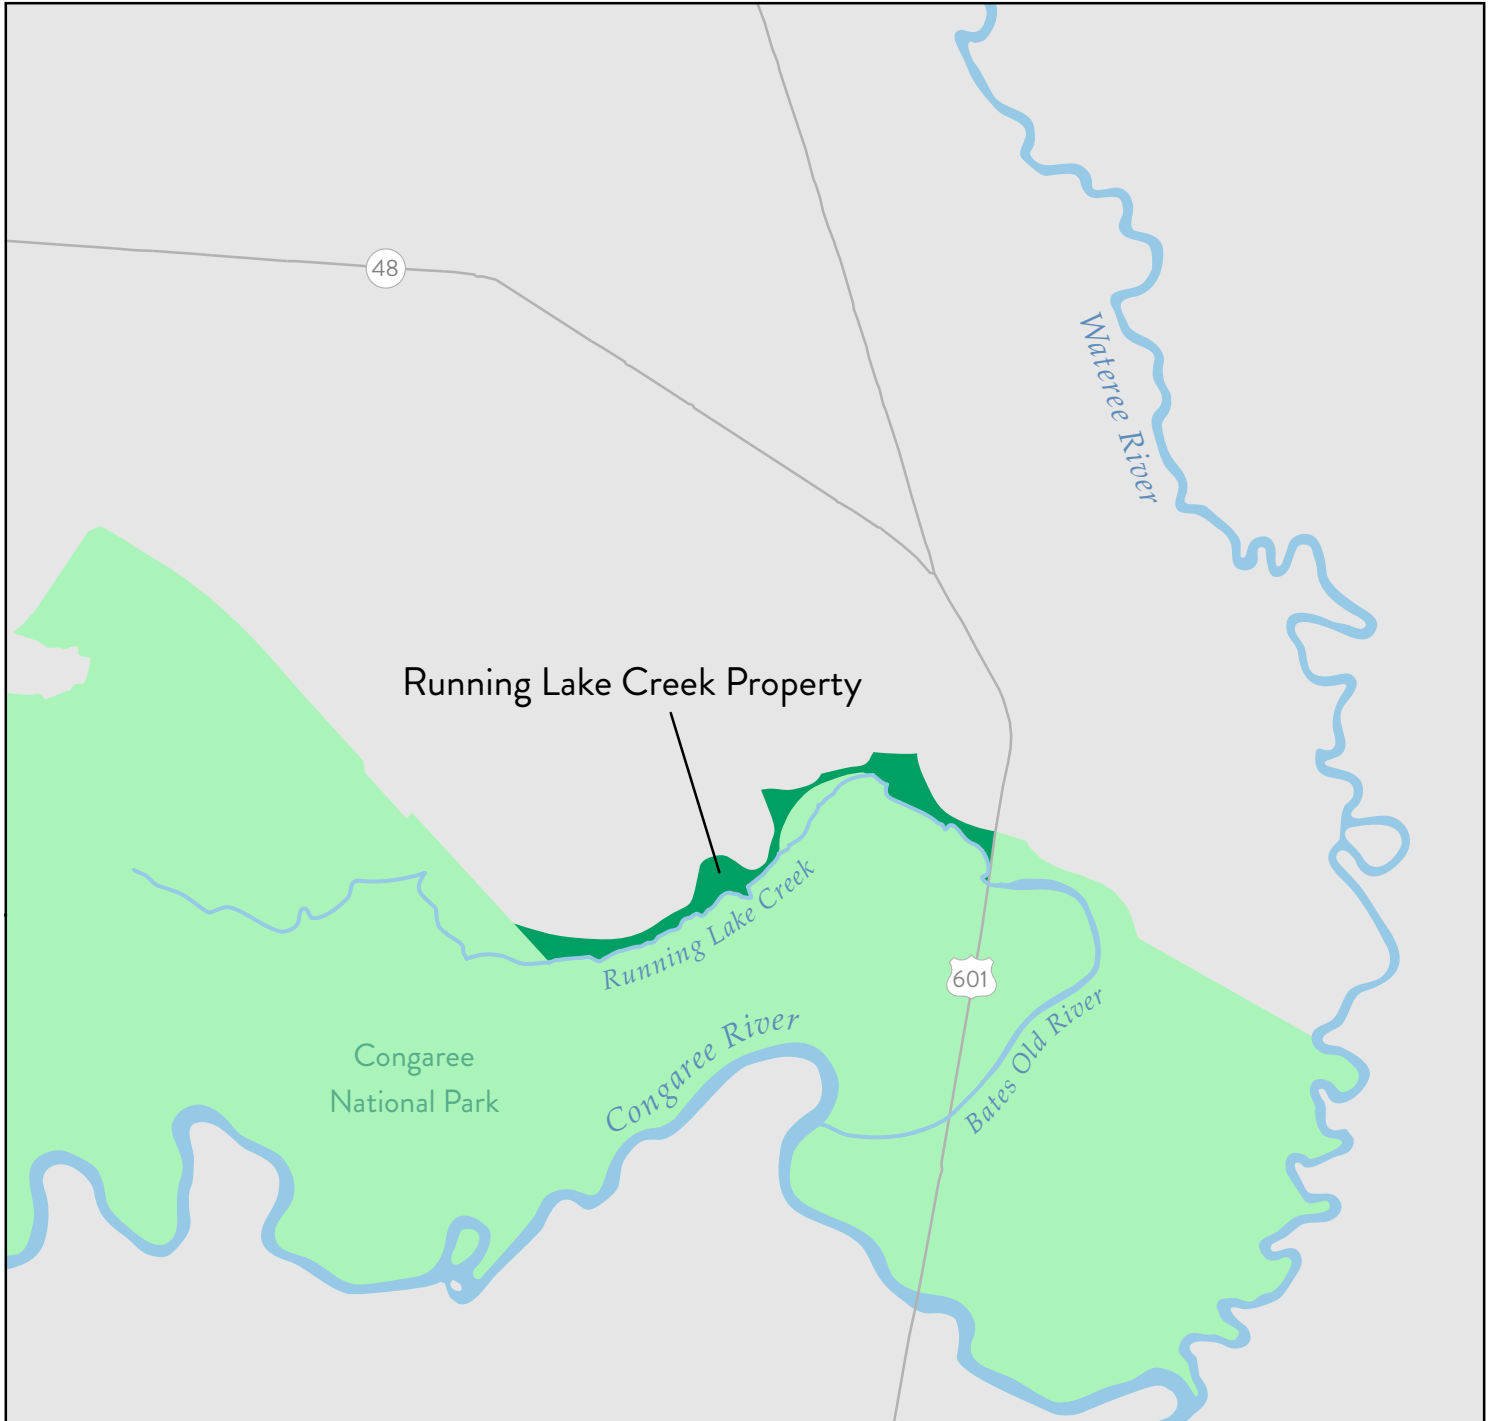 48
Wateree River
Running Lake Creek Property
Running Lake Creek
601
Bates Old River
Congaree River
Congaree
National Park